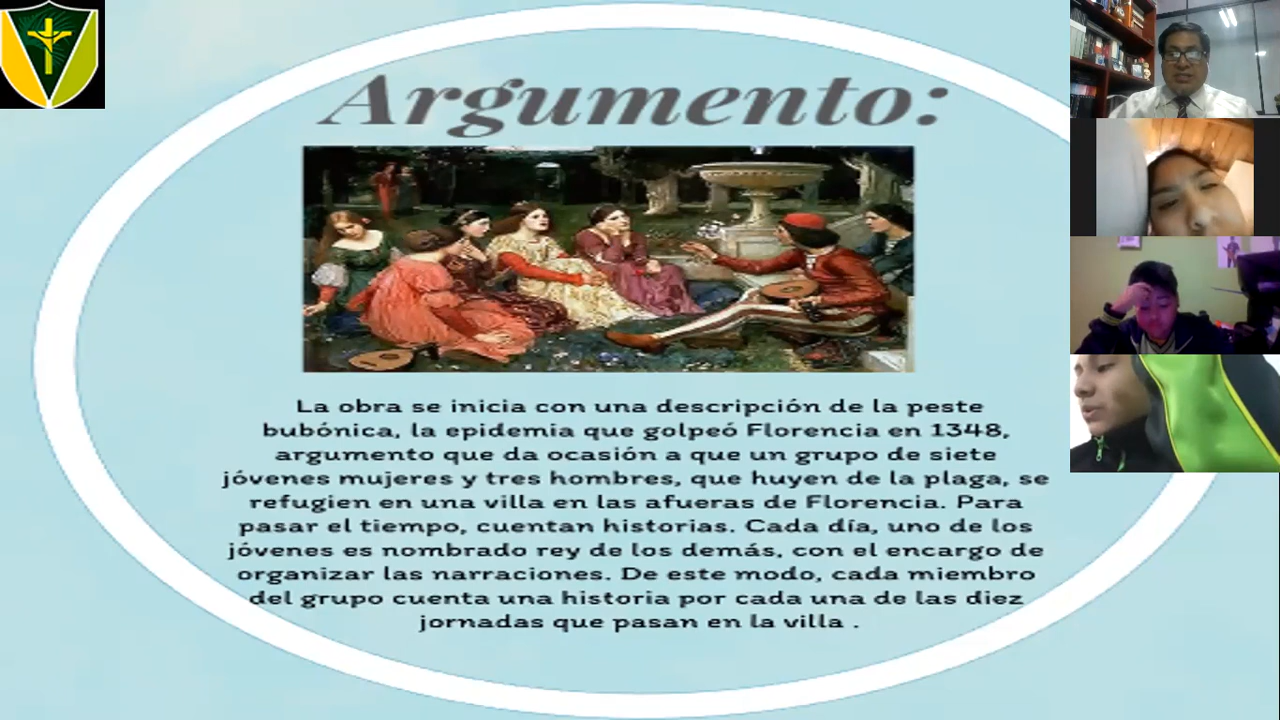 Argumento:
La obra se inicia con una descripción de la peste
bubónica, la epidemia que golpeó Florencia en 1348,
argumento que da ocasión a que un grupo de siete
jóvenes mujeres y tres hombres, que huyen de la plaga, se
refugien en una villa en las afueras de Florencia. Para
pasar el tiempo, cuentan historias. Cada día, uno de los
jóvenes es nombrado rey de los demás, con el encargo de
organizar las narraciones. De este modo, cada miembro
del grupo cuenta una historia por cada una de las diez
jornadas que pasan en la villa .